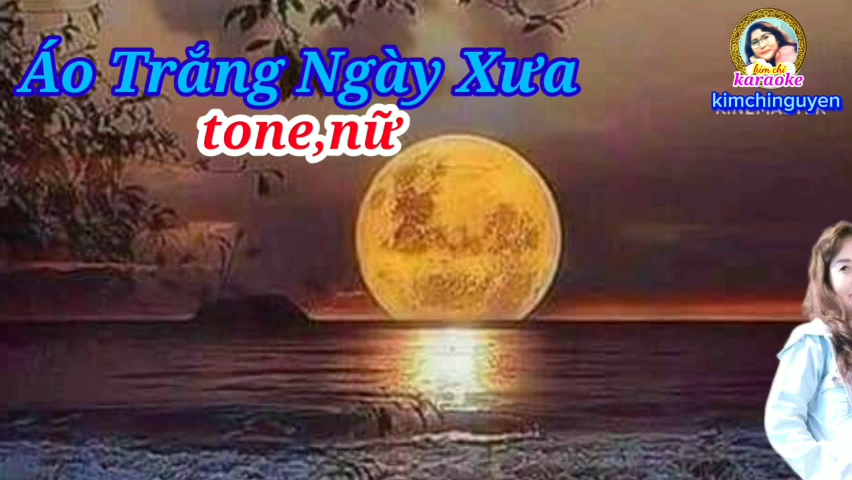 Áo Trắng Ngày Xưa
tone,nữ
kim chi
karaoke
kimchinguyen
KINEMASTER